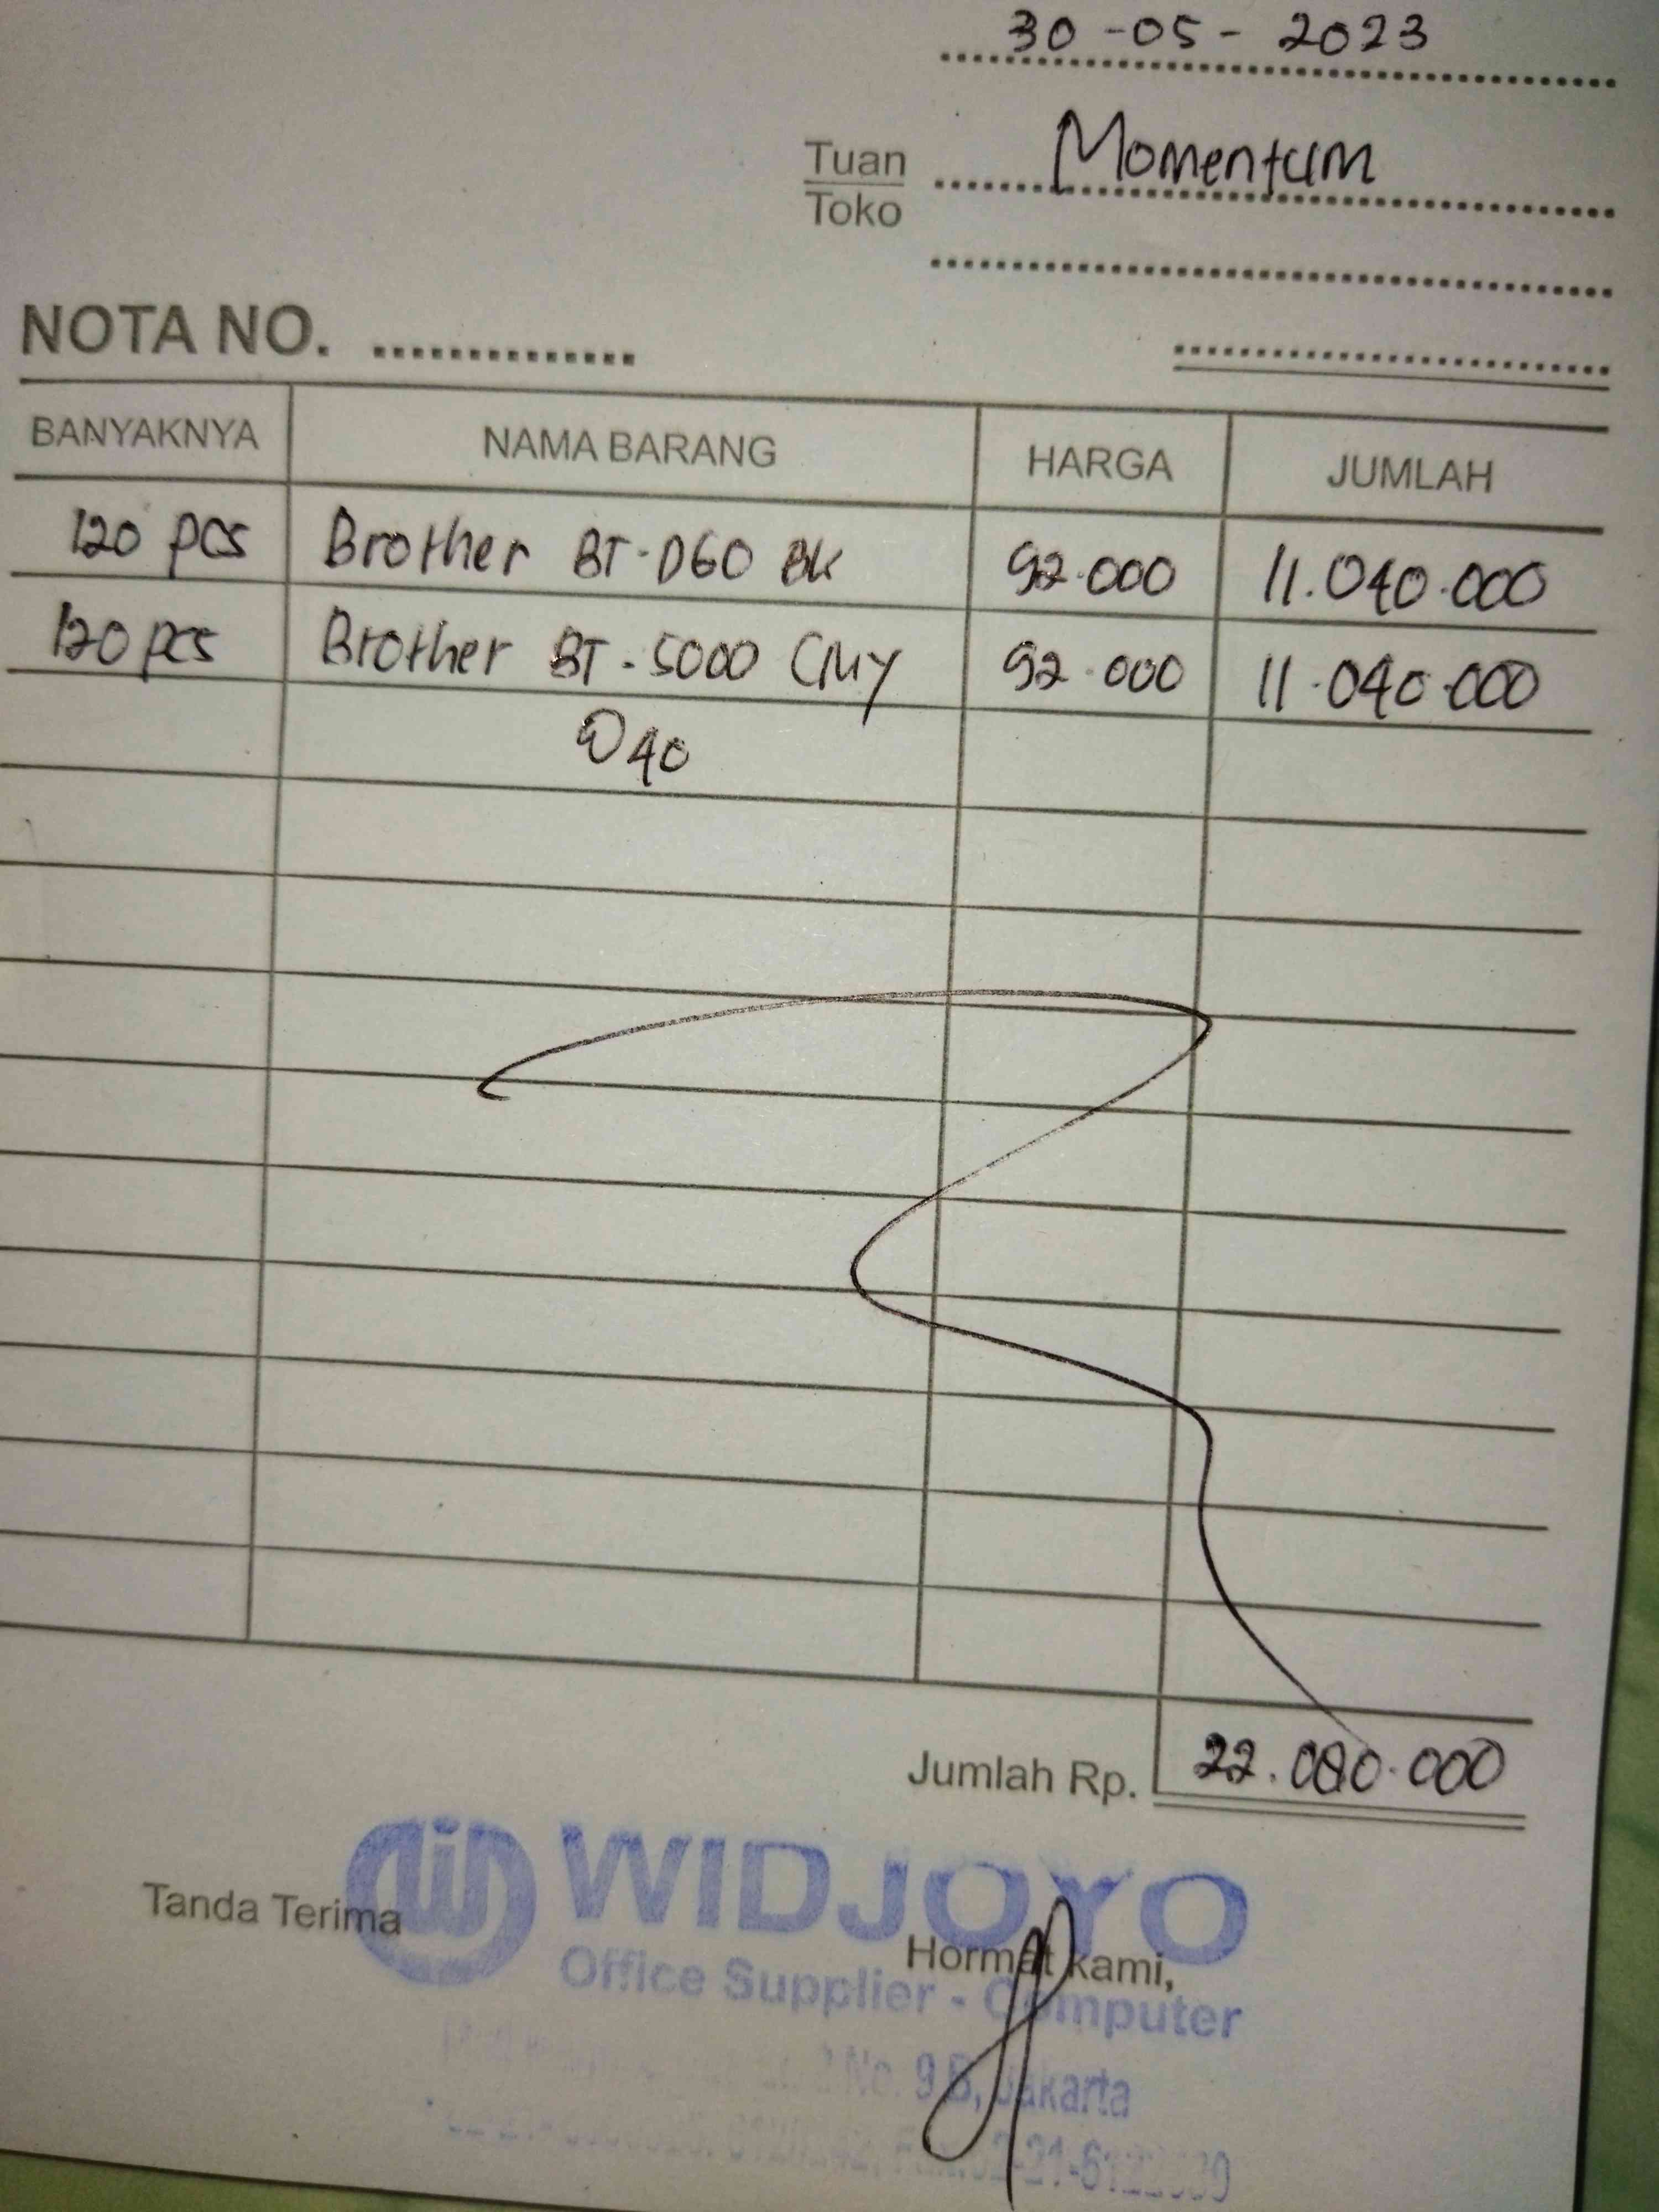 30-05-2023
Tuan Momentum
Toko
NOTA NO.
BANYAKNYA NAMA BARANG HARGA JUMLAH
120 pcs Brother BT-D60 BK 92.000 11.040.000
120 pcs Brother BT-5000 CMY 92.000 11.040.000
@40
Jumlah Rp. 22.080.000
WIDJOYO
Tanda Terima
Hormat kami,
Office Supplier - Computer
No. 9 B, Jakarta